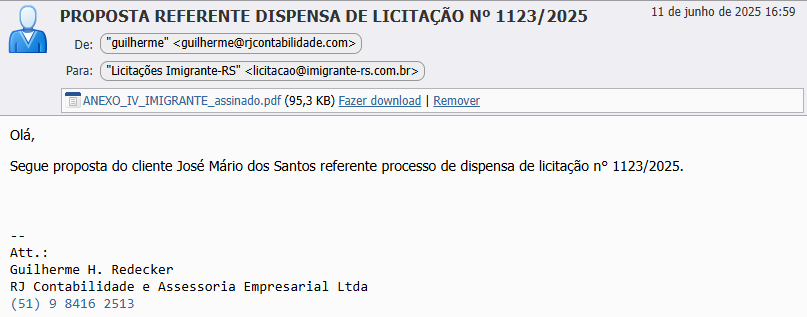 PROPOSTA REFERENTE DISPENSA DE LICITAÇÃO Nº 1123/2025
11 de junho de 2025 16:59
De: "guilherme" <guilherme@rjcontabilidade.com>
Para: "Licitações Imigrante-RS" <licitacao@imigrante-rs.com.br>
ANEXO_IV_IMIGRANTE_assinado.pdf (95,3 KB) Fazer download | Remover
Olá,
Segue proposta do cliente José Mário dos Santos referente processo de dispensa de licitação n° 1123/2025.
--
Att.:
Guilherme H. Redecker
RJ Contabilidade e Assessoria Empresarial Ltda
(51) 9 8416 2513